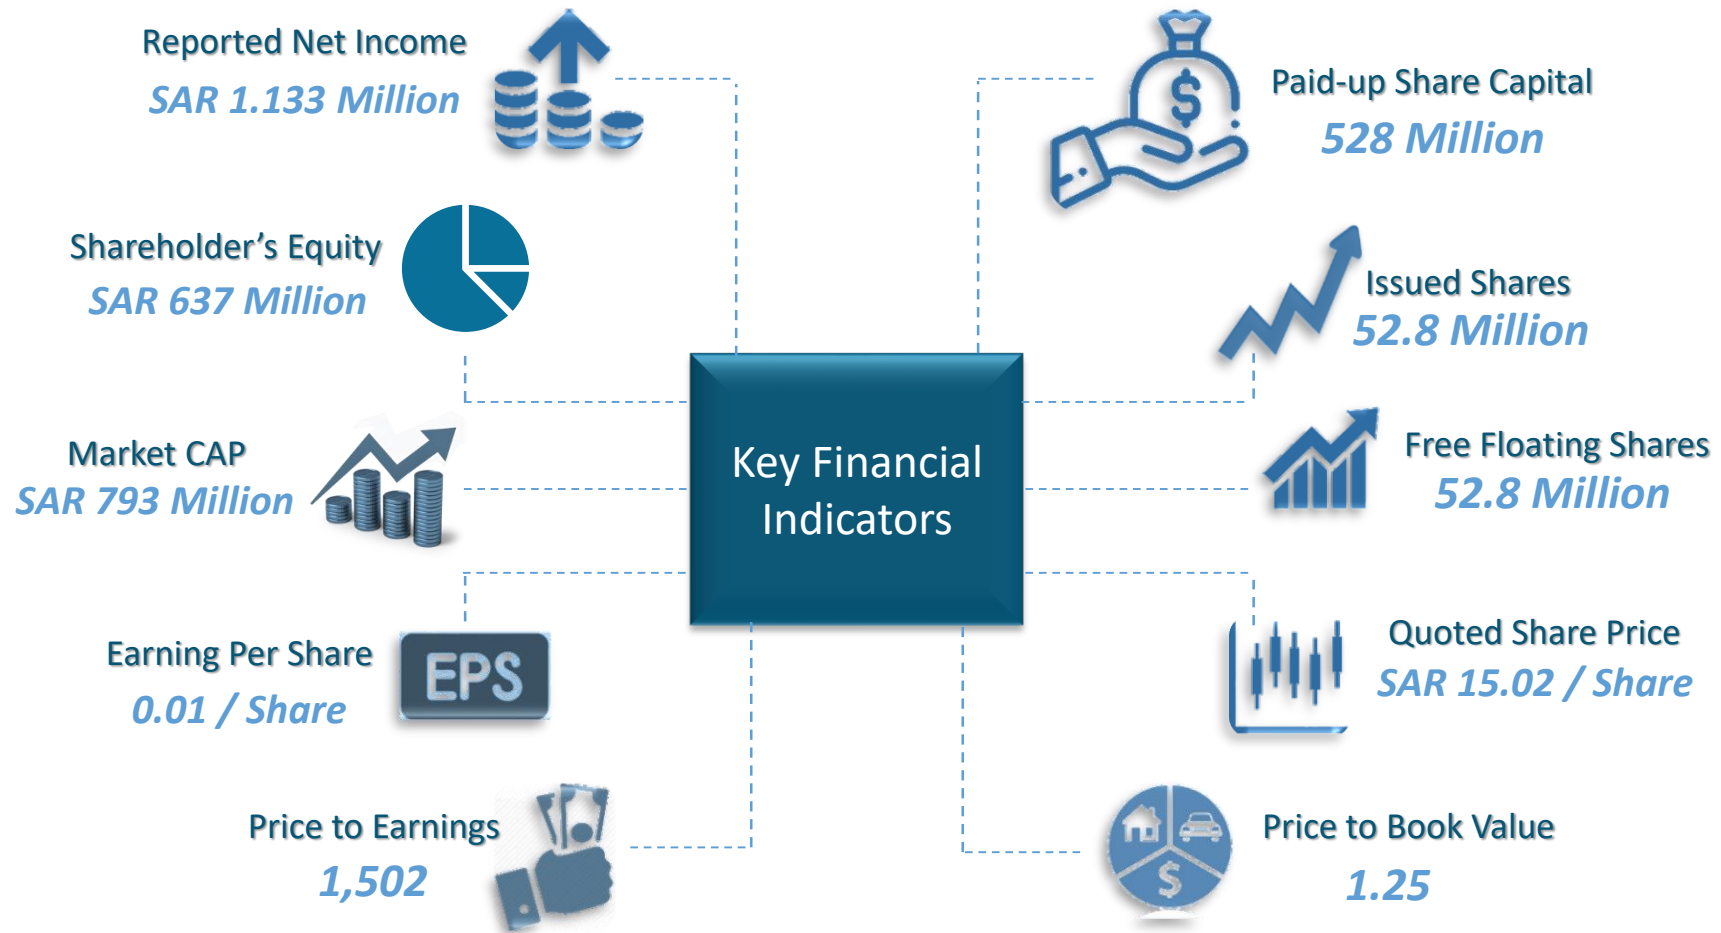 Reported Net Income
SAR 1.133 Million
Shareholder’s Equity
SAR 637 Million
Market CAP
SAR 793 Million
Earning Per Share
0.01 / Share
EPS
Price to Earnings
1,502
Key Financial
Indicators
$
Paid-up Share Capital
528 Million
Issued Shares
52.8 Million
Free Floating Shares
52.8 Million
Quoted Share Price
SAR 15.02 / Share
$
Price to Book Value
1.25